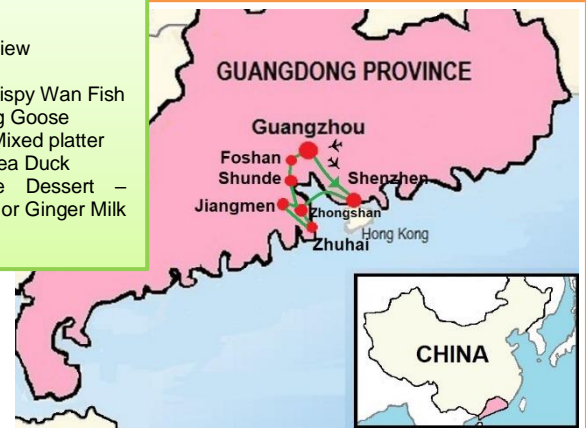 iew
ispy Wan Fish
g Goose
Mixed platter
ea Duck
e Dessert –
or Ginger Milk
GUANGDONG PROVINCE
Guangzhou
Foshan
Shunde
Shenzhen
Jiangmen
Zhongshan
Hong Kong
Zhuhai
CHINA